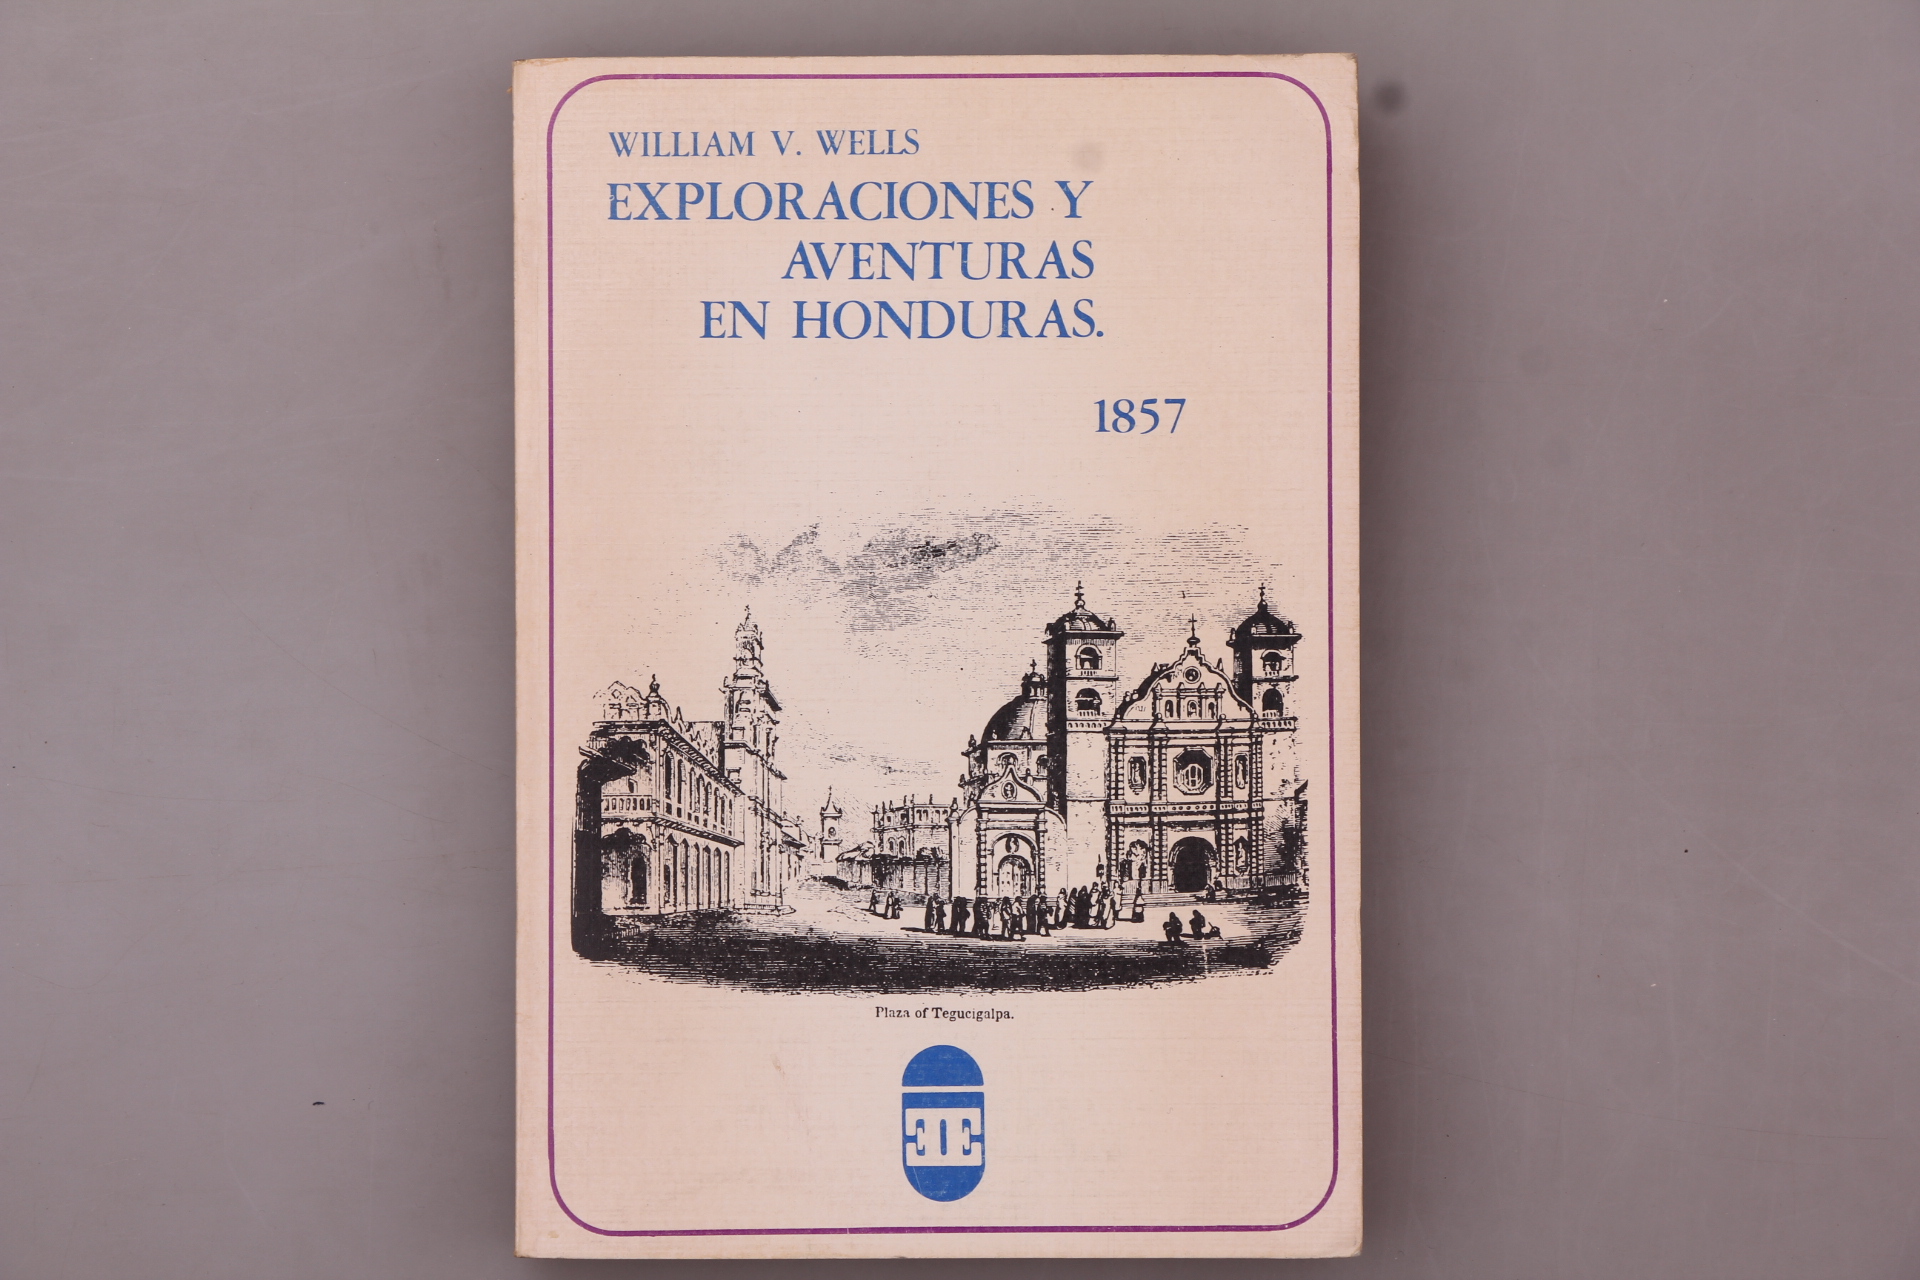 WILLIAM V. WELLS
EXPLORACIONES Y
AVENTURAS
EN HONDURAS.
1857
Plaza of Tegucigalpa.